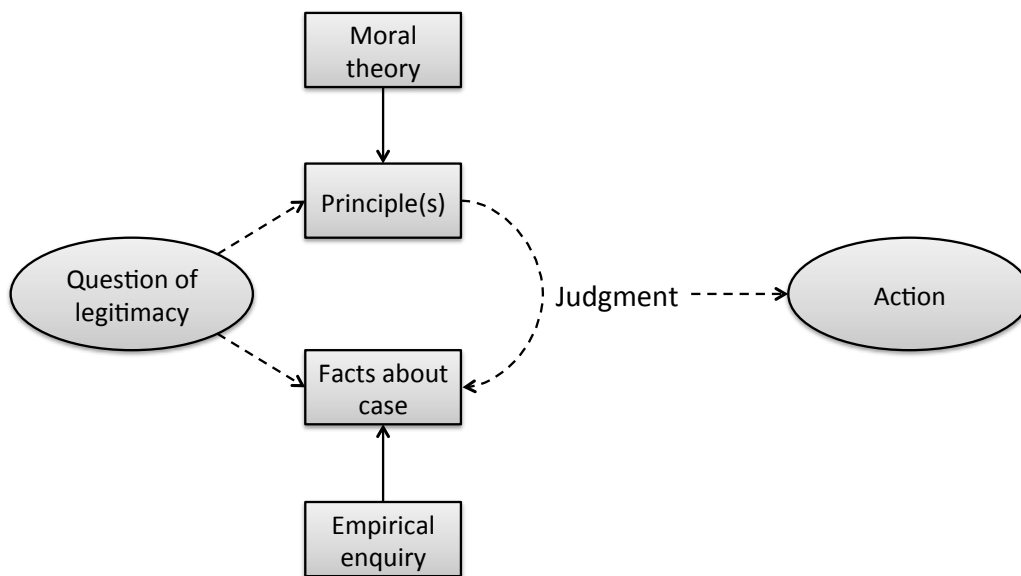 Moral
theory
Principle(s)
Question of
legitimacy
Judgment
Action
Facts about
case
Empirical
enquiry